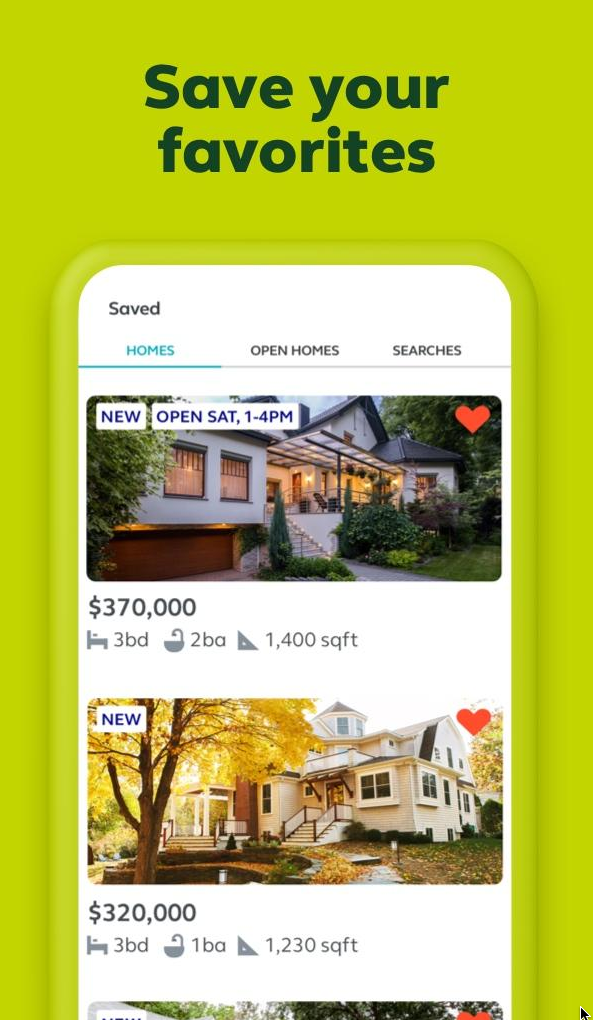 Save your
favorites
Saved
HOMES OPEN HOMES SEARCHES
NEW OPEN SAT, 1-4PM
$370,000
3bd 2ba 1,400 sqft
NEW
$320,000
3bd 1ba 1,230 sqft
NEW